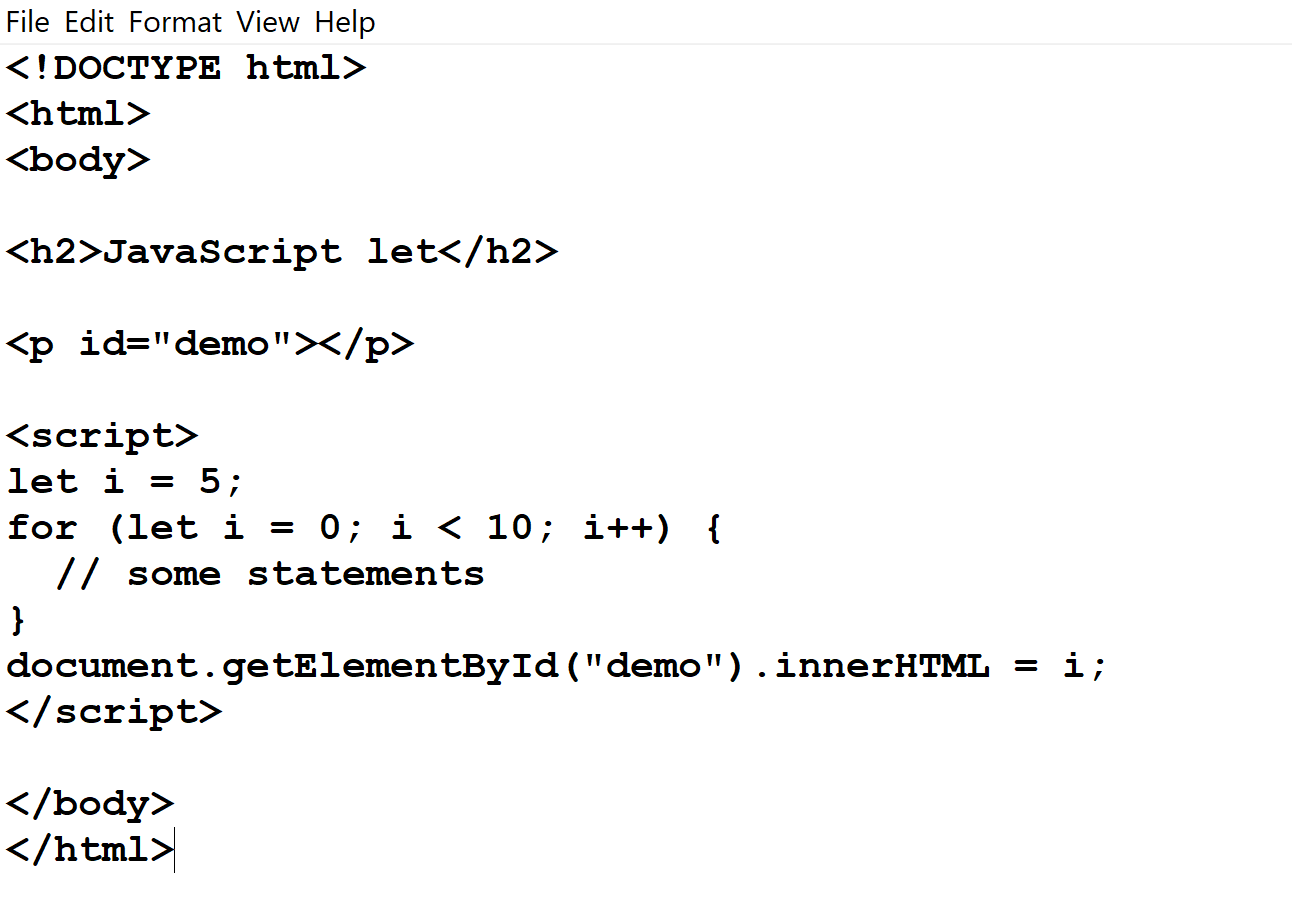 File Edit Format View Help
<!DOCTYPE html>
<html>
<body>
<h2>JavaScript let</h2>
<p id="demo"></p>
<script>
let i = 5;
for (let i = 0; i < 10; i++) {
  // some statements
}
document.getElementById("demo").innerHTML = i;
</script>
</body>
</html>